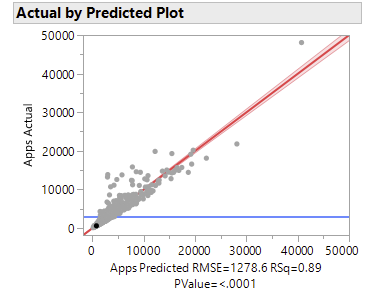 Actual by Predicted Plot
50000
40000
30000
20000
10000
0
Apps Actual
0 10000 20000 30000 40000 50000
Apps Predicted RMSE=1278.6 RSq=0.89
PValue=<.0001